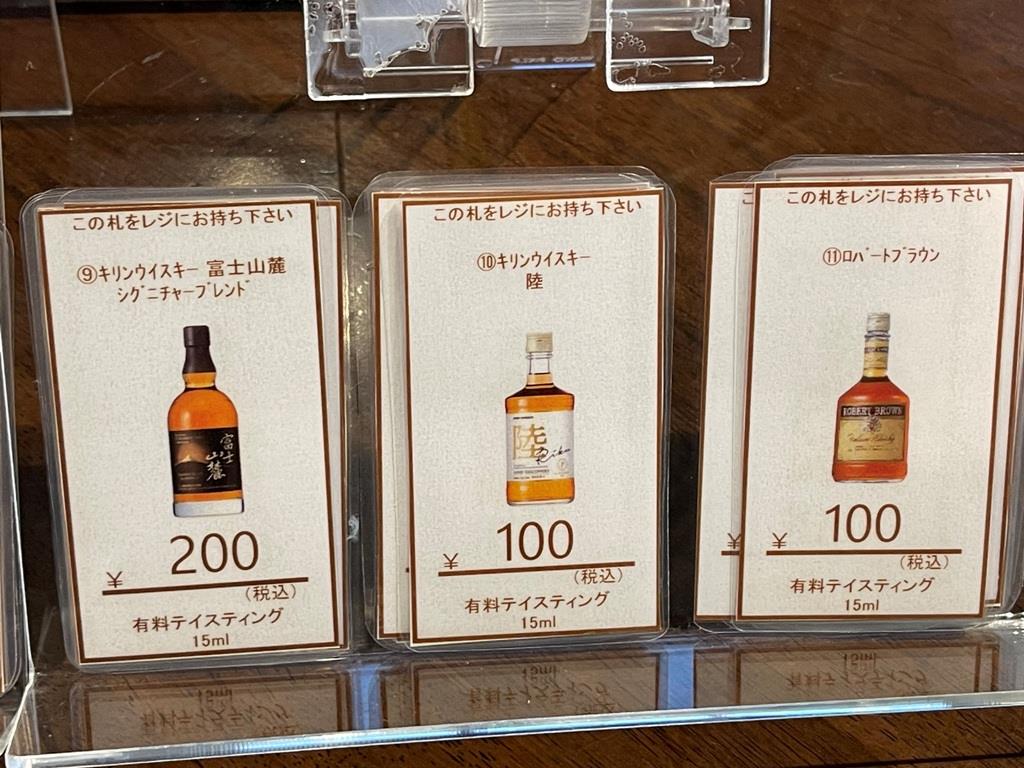 この札をレジにお持ち下さい
⑨キリンウイスキー 富士山麓
シグニチャーブレンド
富士
山麓
¥ 200
(税込)
有料テイスティング
15ml
この札をレジにお持ち下さい
⑩キリンウイスキー
陸
陸
Riku
¥ 100
(税込)
有料テイスティング
15ml
この札をレジにお持ち下さい
⑪ロバートブラウン
ROBERT BROWN
¥ 100
(税込)
有料テイスティング
15ml